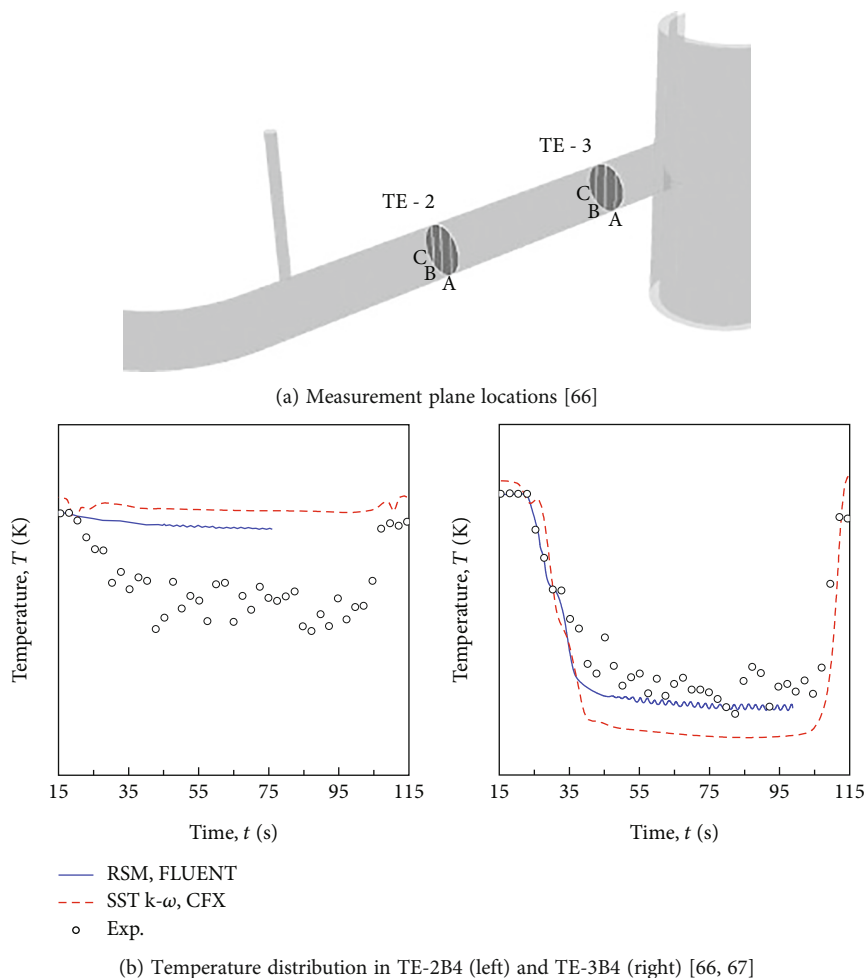 TE - 3
C
B
A
TE - 2
C
B
A
(a) Measurement plane locations [66]
Temperature, T (K)
15 35 55 75 95 115
Time, t (s)
Temperature, T (K)
15 35 55 75 95 115
Time, t (s)
RSM, FLUENT
SST k-ω, CFX
Exp.
(b) Temperature distribution in TE-2B4 (left) and TE-3B4 (right) [66, 67]